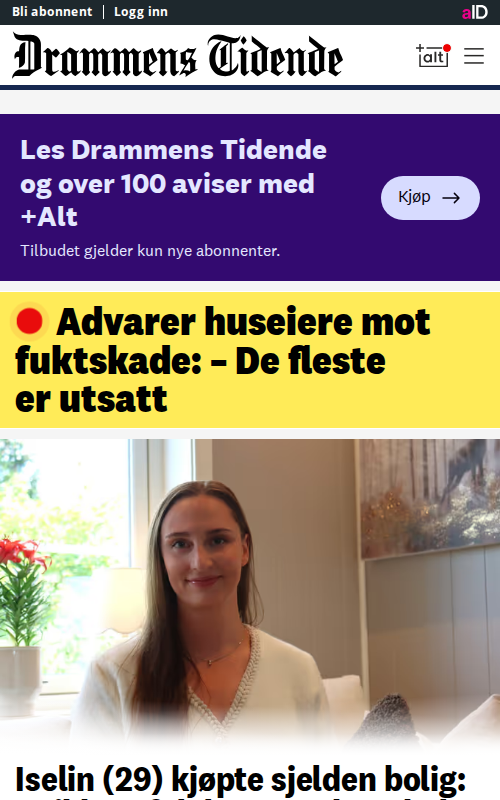 Bli abonnent | Logg inn
aID
Drammens Tidende
+alt
Les Drammens Tidende
og over 100 aviser med
+Alt
Kjøp →
Tilbudet gjelder kun nye abonnenter.
Advarer huseiere mot
fuktskade: – De fleste
er utsatt
Iselin (29) kjøpte sjelden bolig: